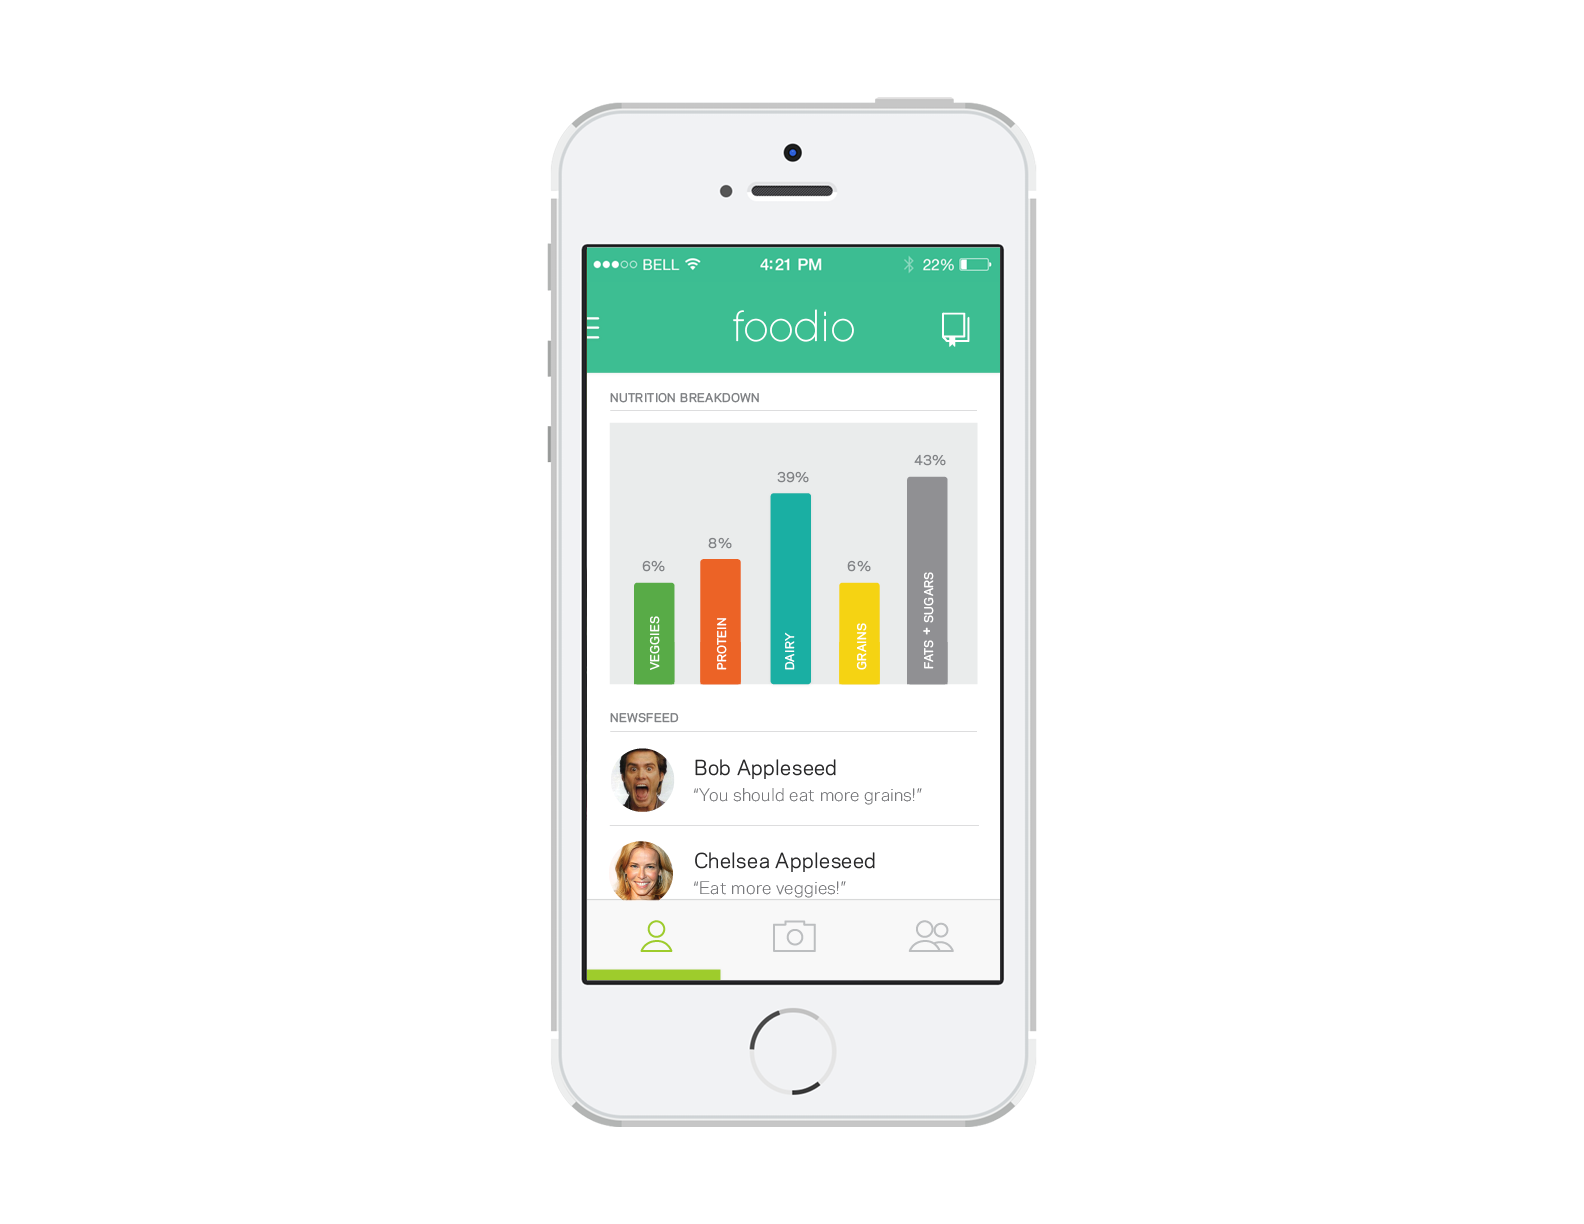 BELL 4:21 PM 22%
foodio
NUTRITION BREAKDOWN
43%
39%
8%
6%
6%
VEGGIES
PROTEIN
DAIRY
GRAINS
FATS + SUGARS
NEWSFEED
Bob Appleseed
“You should eat more grains!”
Chelsea Appleseed
“Eat more veggies!”